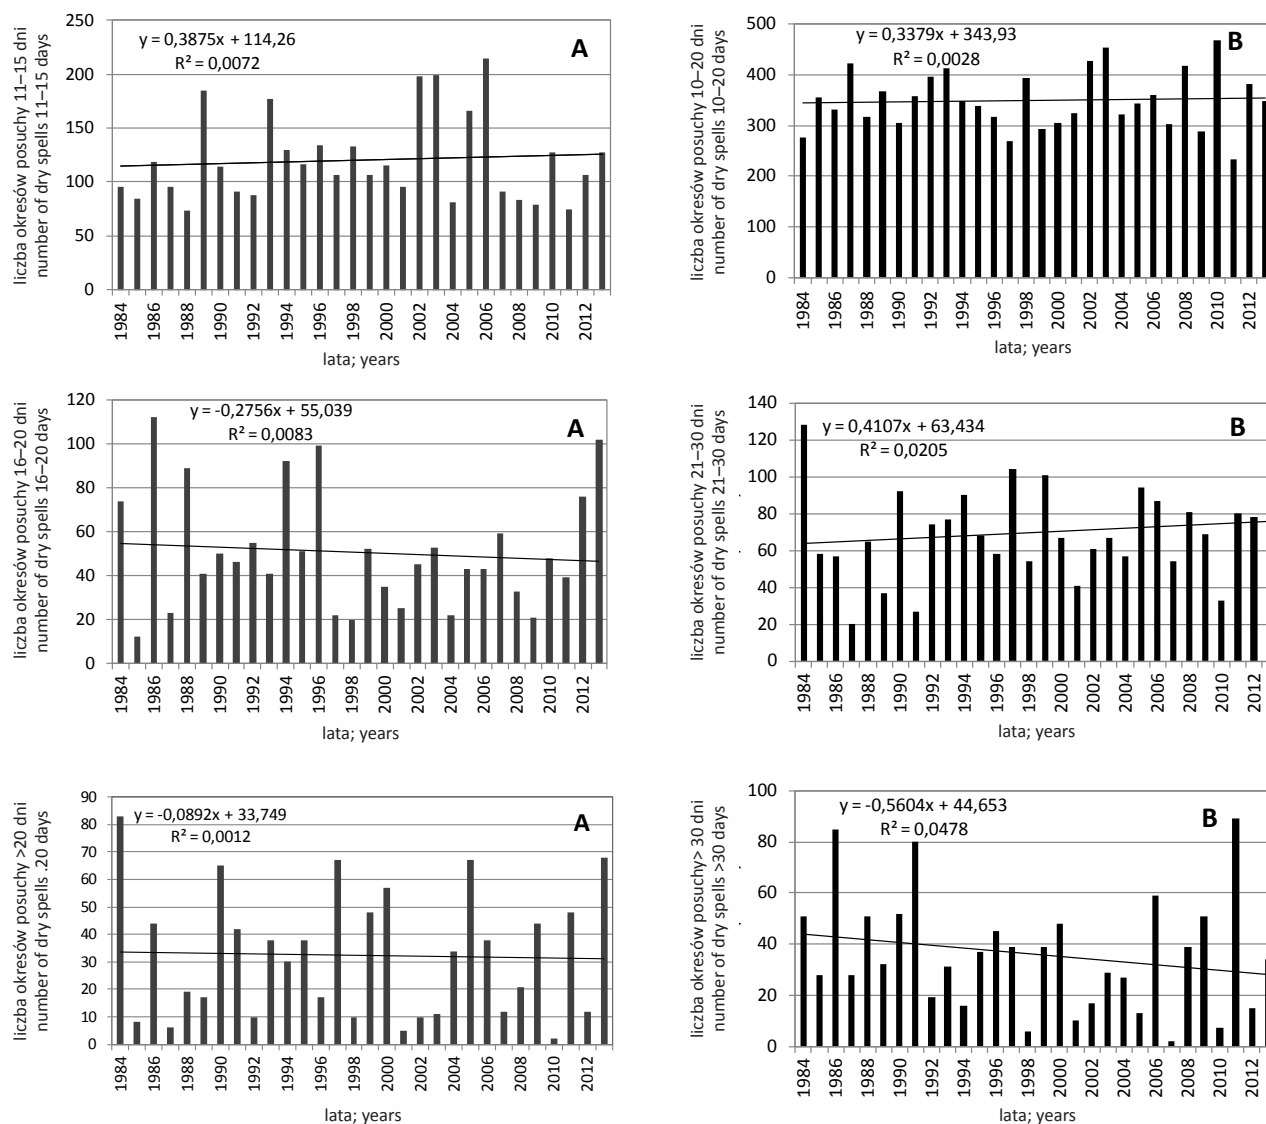 liczba okresów posuchy 11–15 dni
number of dry spells 11–15 days
250
200
150
100
50
0
y = 0,3875x + 114,26
R² = 0,0072
A
1984 1986 1988 1990 1992 1994 1996 1998 2000 2002 2004 2006 2008 2010 2012
lata; years
liczba okresów posuchy 10–20 dni
number of dry spells 10–20 days
500
400
300
200
100
0
y = 0,3379x + 343,93
R² = 0,0028
B
1984 1986 1988 1990 1992 1994 1996 1998 2000 2002 2004 2006 2008 2010 2012
lata; years
liczba okresów posuchy 16–20 dni
number of dry spells 16–20 days
120
100
80
60
40
20
0
y = -0,2756x + 55,039
R² = 0,0083
A
1984 1986 1988 1990 1992 1994 1996 1998 2000 2002 2004 2006 2008 2010 2012
lata; years
liczba okresów posuchy 21–30 dni
number of dry spells 21–30 days
140
120
100
80
60
40
20
0
y = 0,4107x + 63,434
R² = 0,0205
B
1984 1986 1988 1990 1992 1994 1996 1998 2000 2002 2004 2006 2008 2010 2012
lata; years
liczba okresów posuchy >20 dni
number of dry spells .20 days
90
80
70
60
50
40
30
20
10
0
y = -0,0892x + 33,749
R² = 0,0012
A
1984 1986 1988 1990 1992 1994 1996 1998 2000 2002 2004 2006 2008 2010 2012
lata; years
liczba okresów posuchy> 30 dni
number of dry spells >30 days
100
80
60
40
20
0
y = -0,5604x + 44,653
R² = 0,0478
B
1984 1986 1988 1990 1992 1994 1996 1998 2000 2002 2004 2006 2008 2010 2012
lata; years